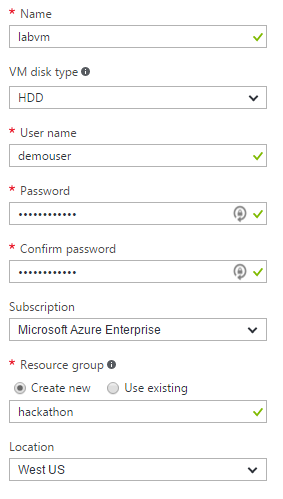 * Name
labvm
VM disk type
HDD
* User name
demouser
* Password
••••••••••••
* Confirm password
••••••••••••
Subscription
Microsoft Azure Enterprise
* Resource group
Create new Use existing
hackathon
Location
West US